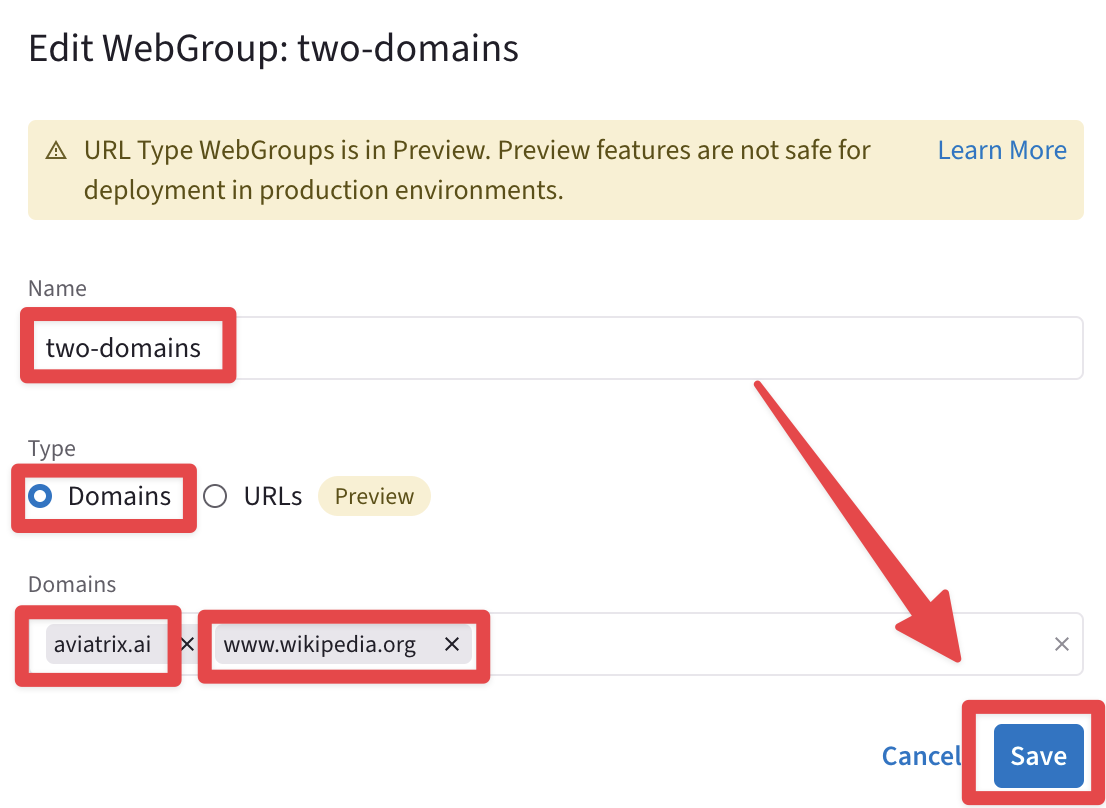 Edit WebGroup: two-domains
URL Type WebGroups is in Preview. Preview features are not safe for
deployment in production environments.
Learn More
Name
two-domains
Type
Domains
URLs
Preview
Domains
aviatrix.ai
www.wikipedia.org
Cancel
Save